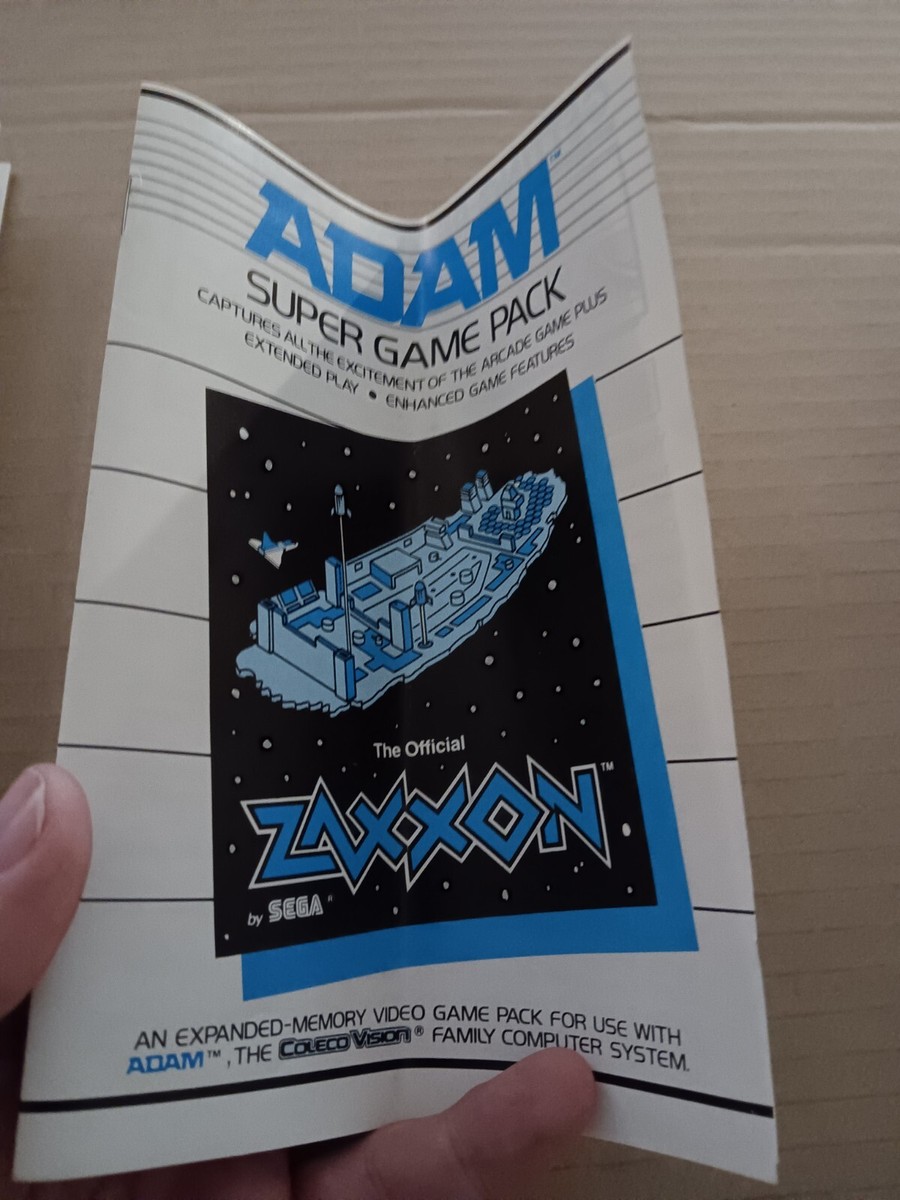 ADAM™
SUPER GAME PACK
CAPTURES ALL THE EXCITEMENT OF THE ARCADE GAME PLUS
EXTENDED PLAY • ENHANCED GAME FEATURES
The Official
ZAXXON™
by SEGA®
AN EXPANDED-MEMORY VIDEO GAME PACK FOR USE WITH
ADAM™, THE COLECOVISION® FAMILY COMPUTER SYSTEM.